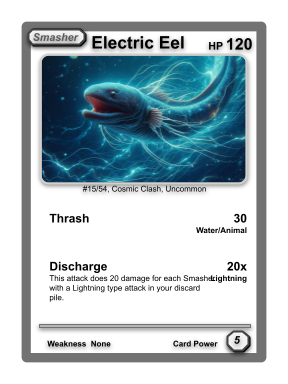 Smasher Electric Eel HP 120
#15/54, Cosmic Clash, Uncommon
Thrash 30
Water/Animal
Discharge 20x
This attack does 20 damage for each Smasher Lightning
with a Lightning type attack in your discard
pile.
Weakness None Card Power 5